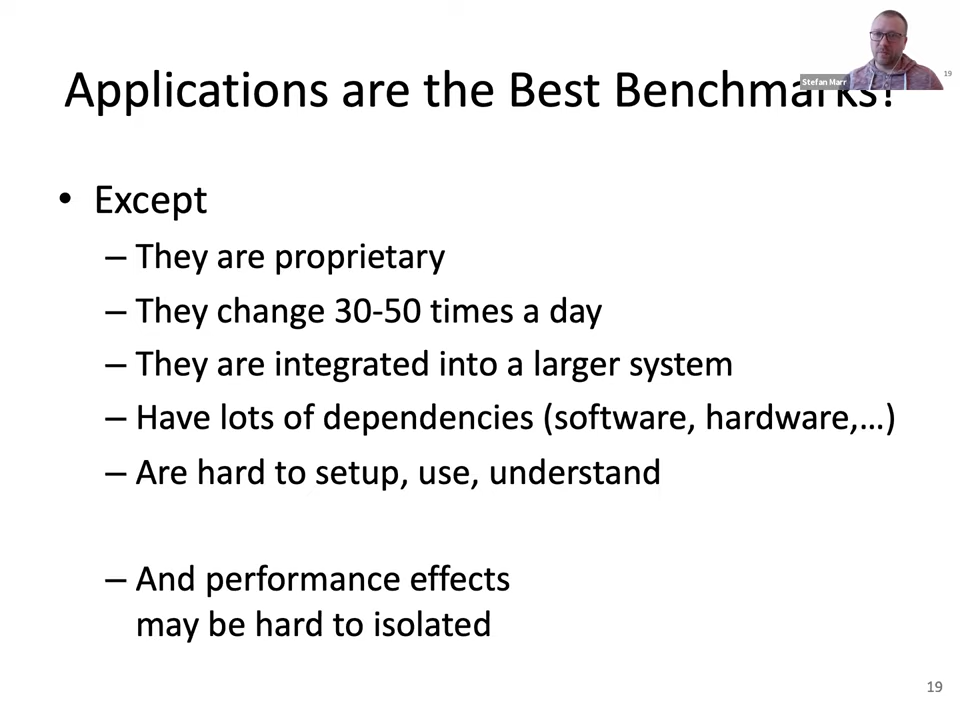 Applications are the Best Benchmarks!
Stefan Marr
19
• Except
– They are proprietary
– They change 30-50 times a day
– They are integrated into a larger system
– Have lots of dependencies (software, hardware,…)
– Are hard to setup, use, understand
– And performance effects
may be hard to isolated
19